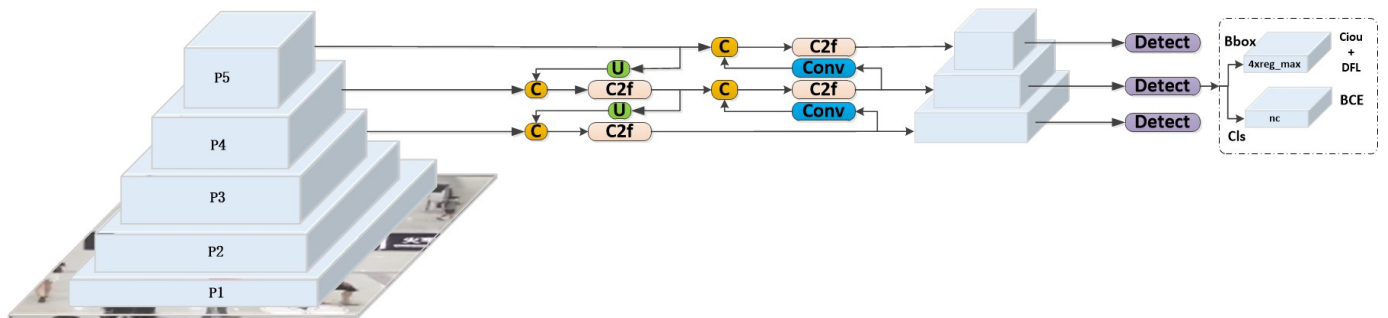 P5
P4
P3
P2
P1
U
U
C
C
C2f
C2f
C
C
C2f
C2f
Conv
Conv
Detect
Detect
Detect
Bbox
4xreg_max
Ciou
+
DFL
nc
BCE
Cls